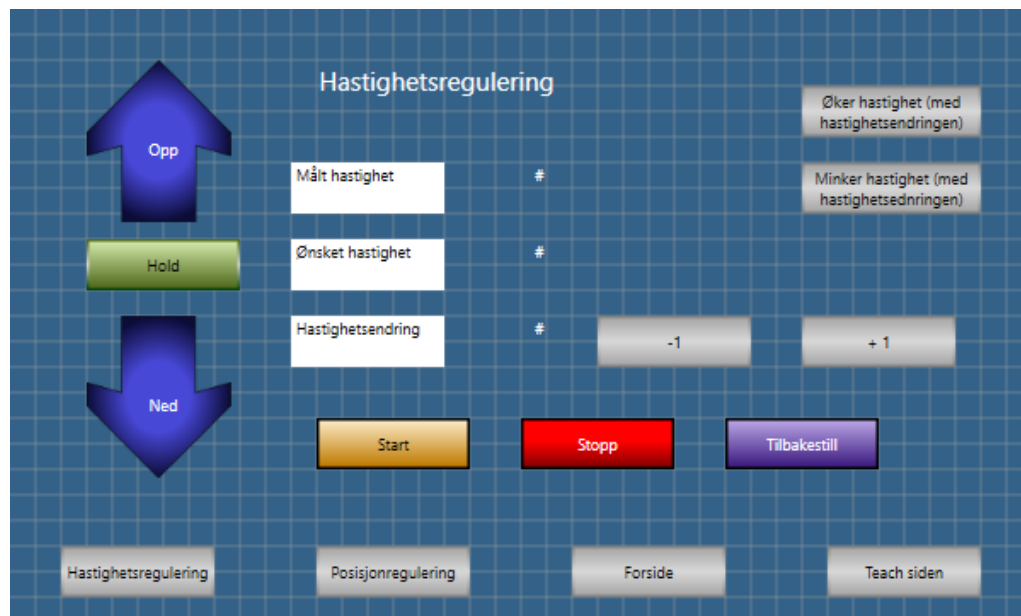 Hastighetsregulering
Øker hastighet (med
hastighetsendringen)
Opp
Målt hastighet
#
Minker hastighet (med
hastighetsednringen)
Hold
Ønsket hastighet
#
Hastighetsendring
#
-1
+ 1
Ned
Start
Stopp
Tilbakestill
Hastighetsregulering
Posisjonregulering
Forside
Teach siden